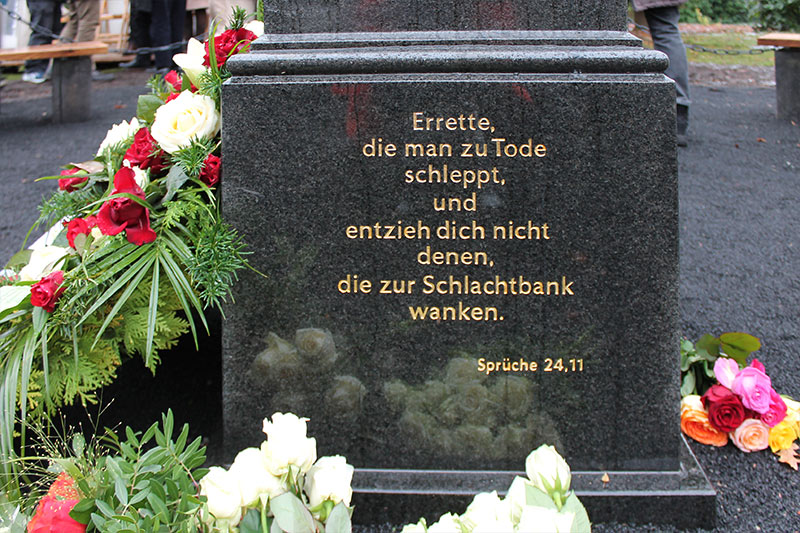 Errette,
die man zu Tode
schleppt,
und
entzieh dich nicht
denen,
die zur Schlachtbank
wanken.
Sprüche 24,11